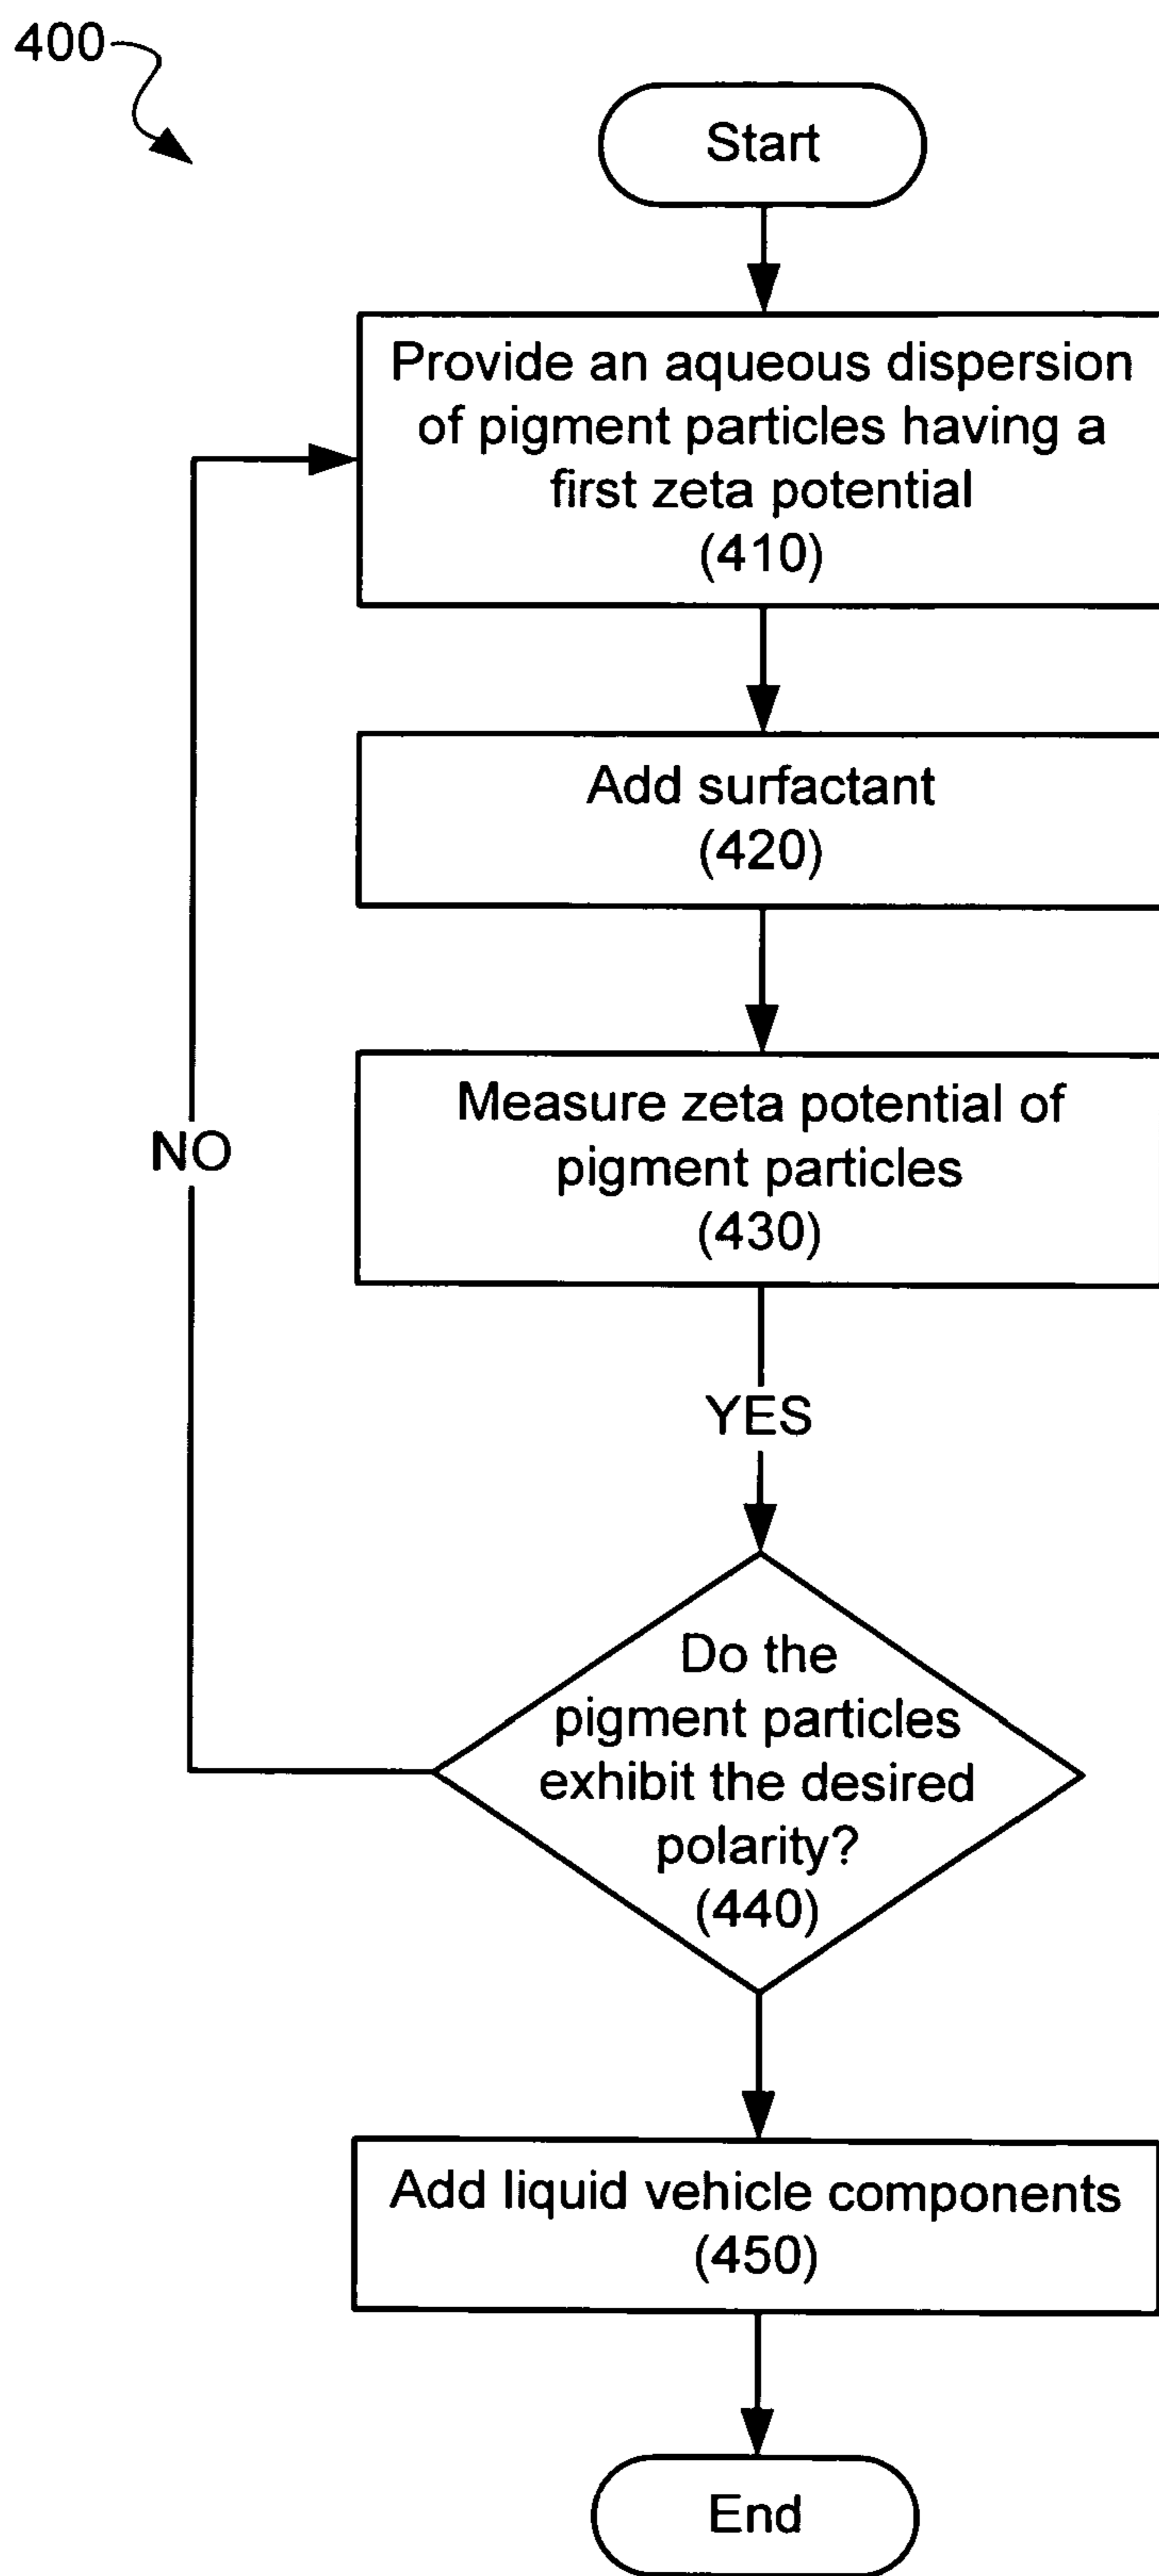 400
Start
Provide an aqueous dispersion
of pigment particles having a
first zeta potential
(410)
Add surfactant
(420)
Measure zeta potential of
pigment particles
(430)
NO
YES
Do the
pigment particles
exhibit the desired
polarity?
(440)
Add liquid vehicle components
(450)
End